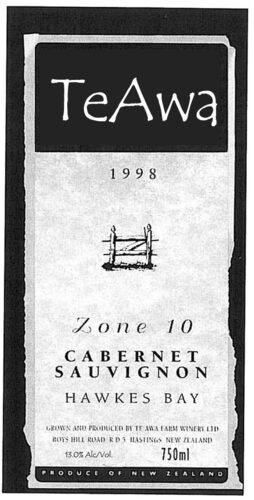 TeAwa
1998
Zone 10
CABERNET
SAUVIGNON
HAWKES BAY
GROWN AND PRODUCED BY TE AWA FARM WINERY LTD
ROYS HILL ROAD R D 5 HASTINGS NEW ZEALAND
13.0% Alc/Vol. 750ml
PRODUCE OF NEW ZEALAND